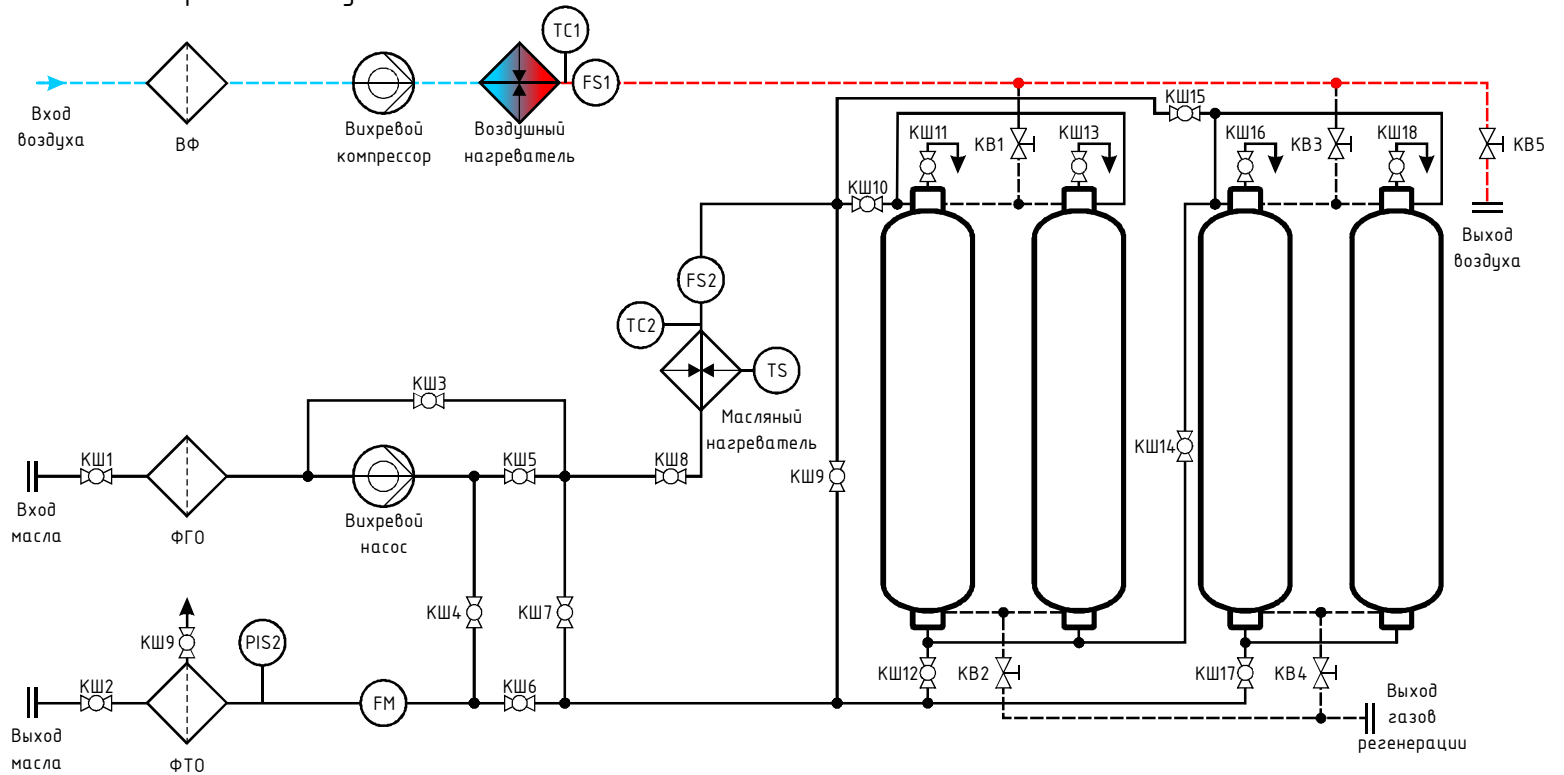 TC1
FS1
Вход
воздуха
ВФ
Вихревой
компрессор
Воздушный
нагреватель
КШ15
КШ11
КВ1
КШ13
КШ16
КВ3
КШ18
КВ5
КШ10
Выход
воздуха
FS2
TC2
TS
Масляный
нагреватель
КШ3
КШ1
КШ5
КШ8
КШ9
КШ14
Вход
масла
ФГО
Вихревой
насос
КШ4
КШ7
КШ9
PIS2
КШ2
FM
КШ6
КШ12
КВ2
КШ17
КВ4
Выход
масла
ФТО
Выход
газов
регенерации